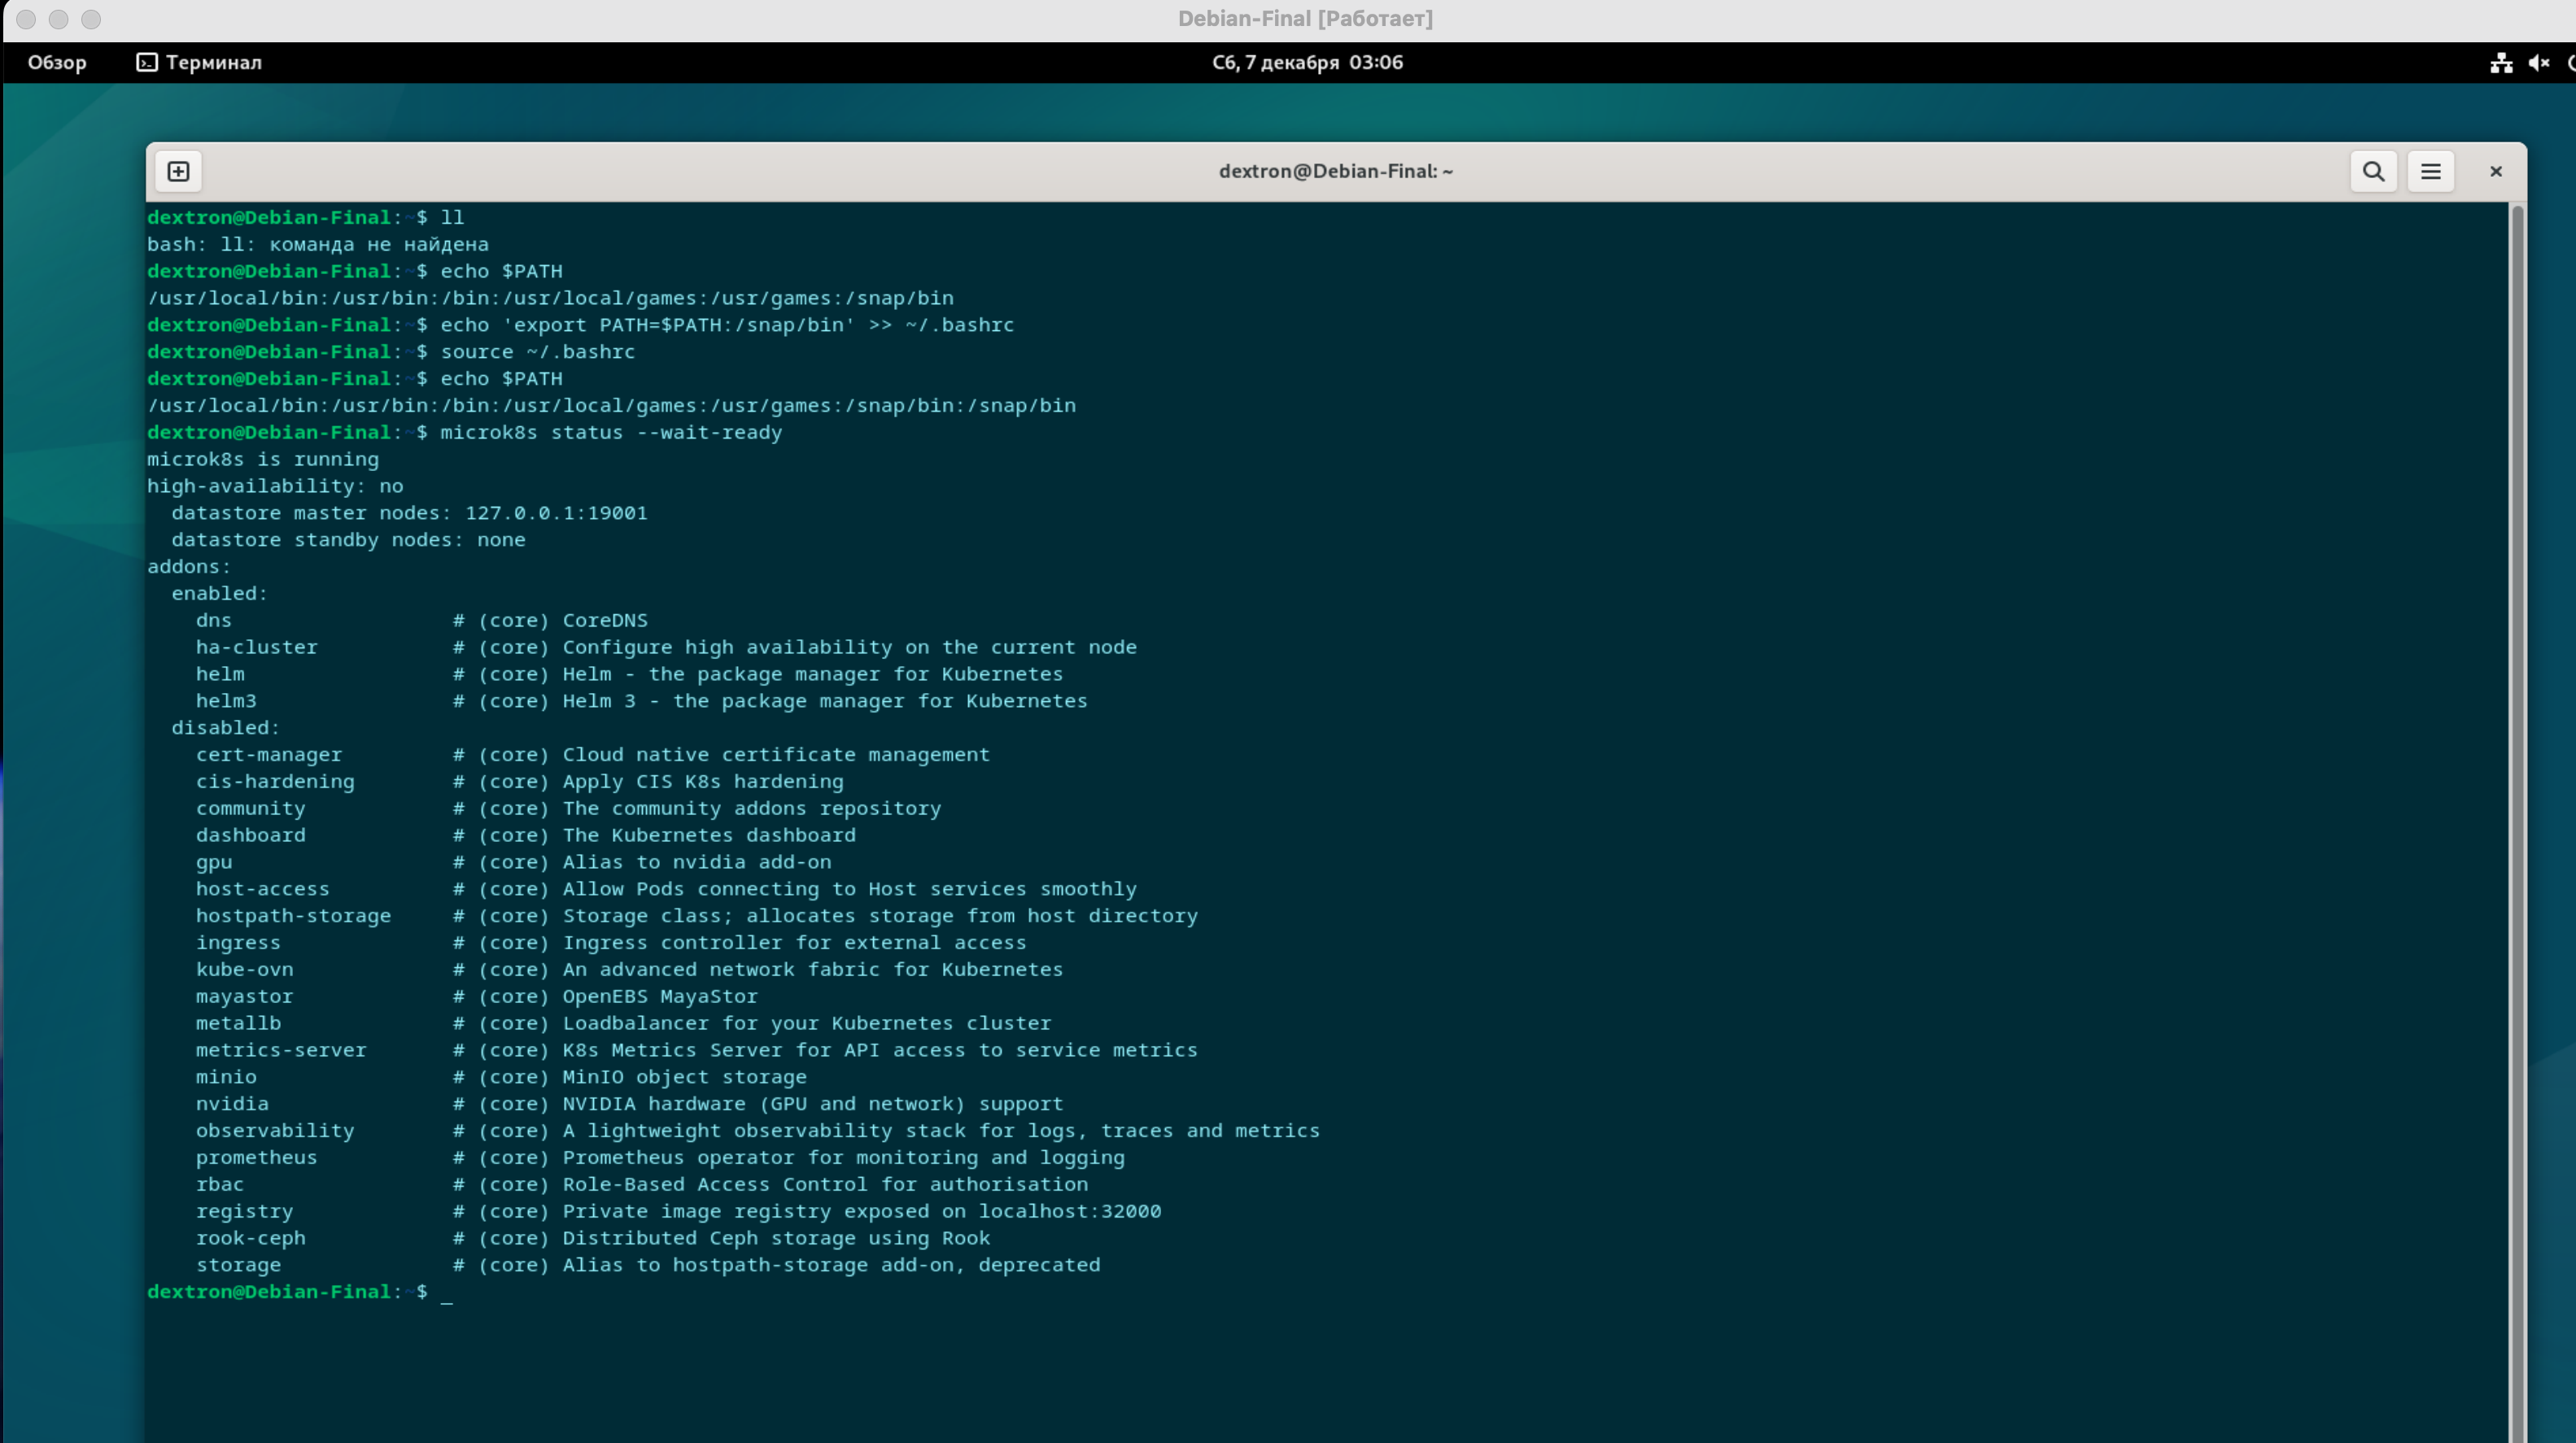 Debian-Final [Работает]
Обзор Терминал Сб, 7 декабря 03:06
dextron@Debian-Final: ~
dextron@Debian-Final:~$ ll
bash: ll: команда не найдена
dextron@Debian-Final:~$ echo $PATH
/usr/local/bin:/usr/bin:/bin:/usr/local/games:/usr/games:/snap/bin
dextron@Debian-Final:~$ echo 'export PATH=$PATH:/snap/bin' >> ~/.bashrc
dextron@Debian-Final:~$ source ~/.bashrc
dextron@Debian-Final:~$ echo $PATH
/usr/local/bin:/usr/bin:/bin:/usr/local/games:/usr/games:/snap/bin:/snap/bin
dextron@Debian-Final:~$ microk8s status --wait-ready
microk8s is running
high-availability: no
  datastore master nodes: 127.0.0.1:19001
  datastore standby nodes: none
addons:
  enabled:
    dns                  # (core) CoreDNS
    ha-cluster           # (core) Configure high availability on the current node
    helm                 # (core) Helm - the package manager for Kubernetes
    helm3                # (core) Helm 3 - the package manager for Kubernetes
  disabled:
    cert-manager         # (core) Cloud native certificate management
    cis-hardening        # (core) Apply CIS K8s hardening
    community            # (core) The community addons repository
    dashboard            # (core) The Kubernetes dashboard
    gpu                  # (core) Alias to nvidia add-on
    host-access          # (core) Allow Pods connecting to Host services smoothly
    hostpath-storage     # (core) Storage class; allocates storage from host directory
    ingress              # (core) Ingress controller for external access
    kube-ovn             # (core) An advanced network fabric for Kubernetes
    mayastor             # (core) OpenEBS MayaStor
    metallb              # (core) Loadbalancer for your Kubernetes cluster
    metrics-server       # (core) K8s Metrics Server for API access to service metrics
    minio                # (core) MinIO object storage
    nvidia               # (core) NVIDIA hardware (GPU and network) support
    observability        # (core) A lightweight observability stack for logs, traces and metrics
    prometheus           # (core) Prometheus operator for monitoring and logging
    rbac                 # (core) Role-Based Access Control for authorisation
    registry             # (core) Private image registry exposed on localhost:32000
    rook-ceph            # (core) Distributed Ceph storage using Rook
    storage              # (core) Alias to hostpath-storage add-on, deprecated
dextron@Debian-Final:~$ _